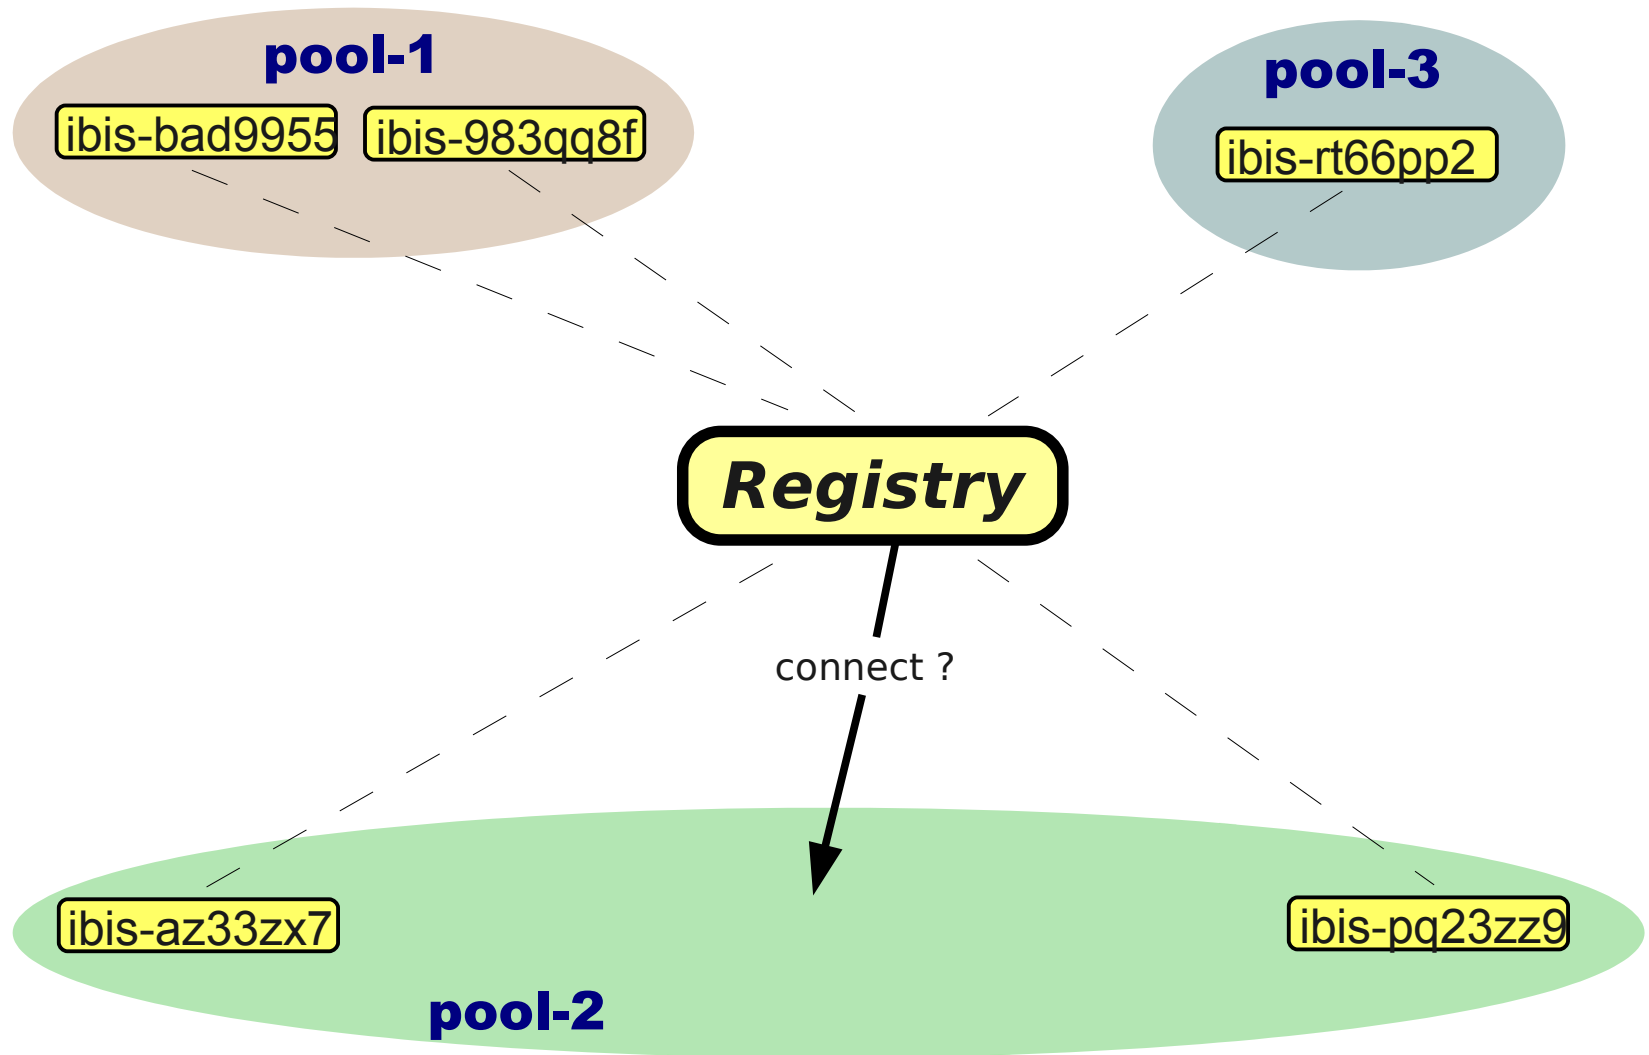 pool-1
ibis-bad9955
ibis-983qq8f
pool-3
ibis-rt66pp2
Registry
connect ?
ibis-az33zx7
ibis-pq23zz9
pool-2